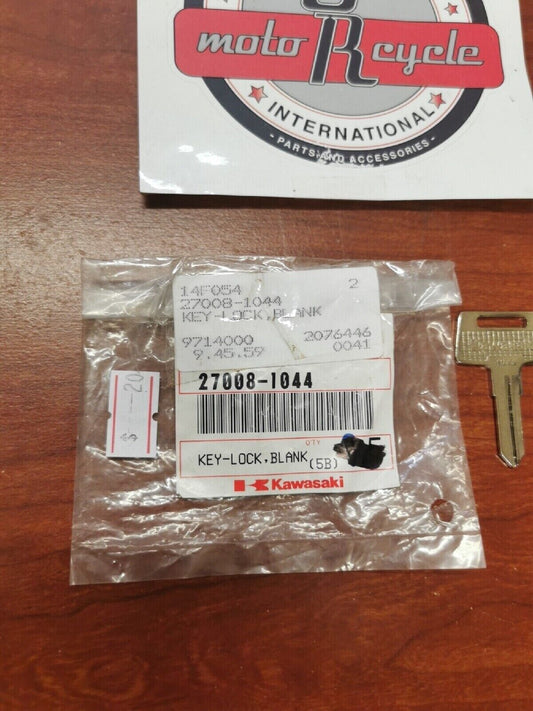 moto R cycle
INTERNATIONAL
- PARTS AND ACCESSORIES -
14F054 2
27008-1044
KEY-LOCK,BLANK
9714000 2076446
9.45.59 0041
27008-1044
QTY
KEY-LOCK,BLANK (5B)
Kawasaki
$ -20